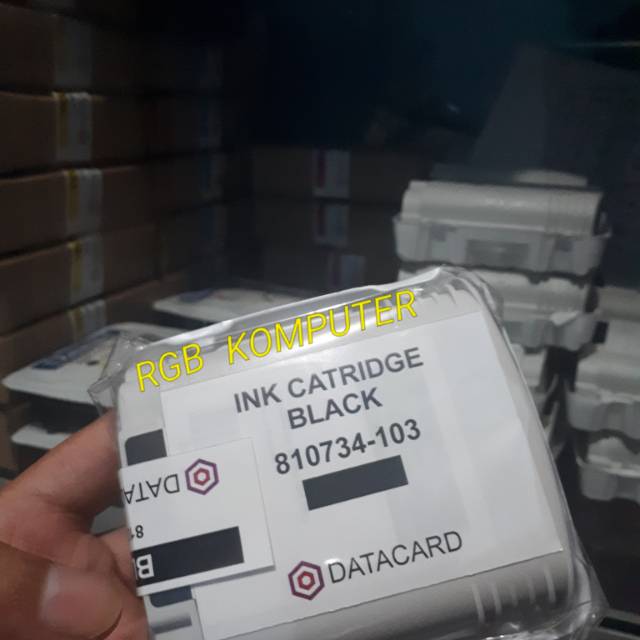 RGB KOMPUTER
INK CATRIDGE
BLACK
810734-103
DATACARD
DATA